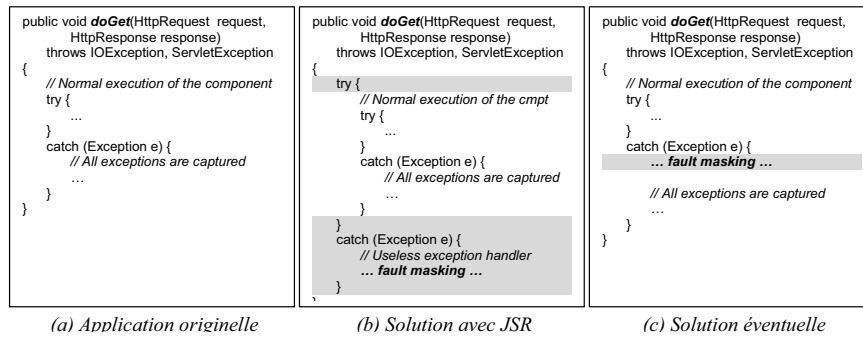 public void doGet(HttpRequest request,
HttpResponse response)
throws IOException, ServletException
{
// Normal execution of the component
try {
...
}
catch (Exception e) {
// All exceptions are captured
...
}
}
(a) Application originelle
public void doGet(HttpRequest request,
HttpResponse response)
throws IOException, ServletException
{
try {
// Normal execution of the cmpt
try {
...
}
catch (Exception e) {
// All exceptions are captured
...
}
}
catch (Exception e) {
// Useless exception handler
... fault masking ...
}
}
(b) Solution avec JSR
public void doGet(HttpRequest request,
HttpResponse response)
throws IOException, ServletException
{
// Normal execution of the component
try {
...
}
catch (Exception e) {
... fault masking ...
// All exceptions are captured
...
}
}
(c) Solution éventuelle